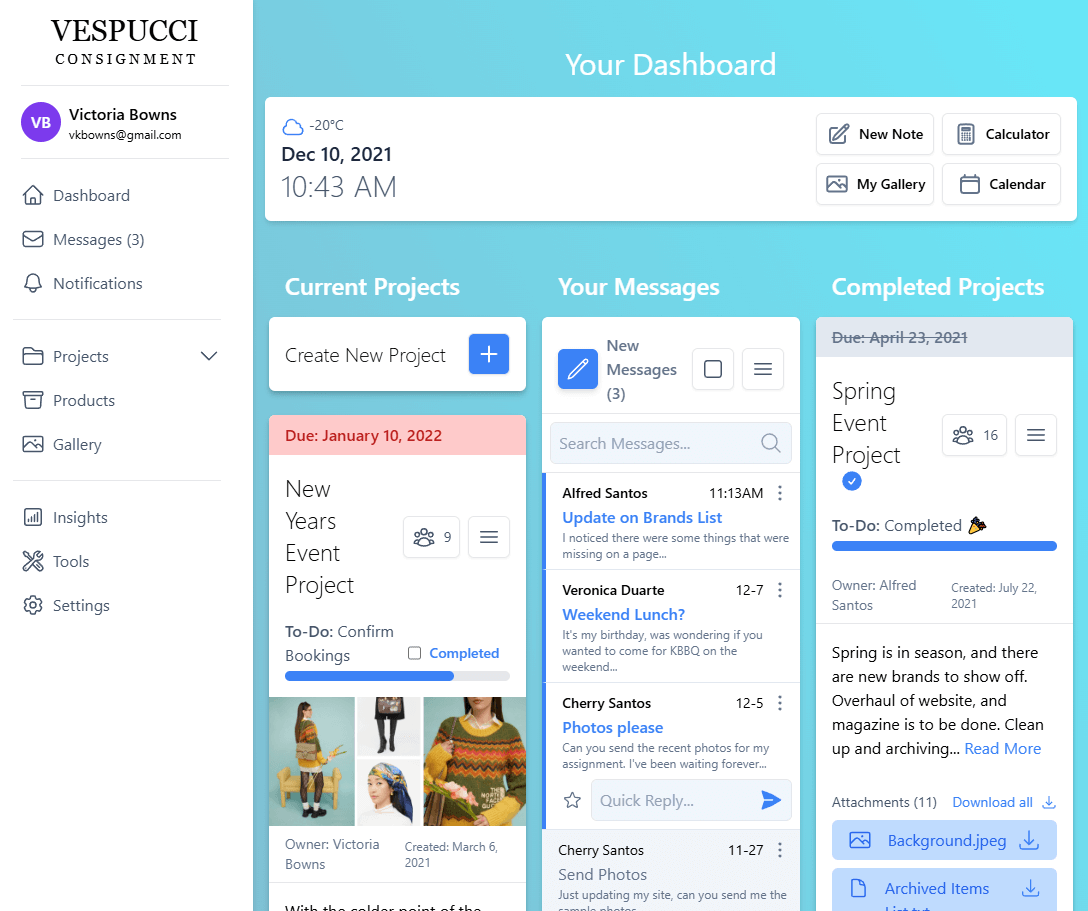 VESPUCCI
CONSIGNMENT
VB
Victoria Bowns
vkbowns@gmail.com
Dashboard
Messages (3)
Notifications
Projects
Products
Gallery
Insights
Tools
Settings
Your Dashboard
-20°C
Dec 10, 2021
10:43 AM
New Note
Calculator
My Gallery
Calendar
Current Projects
Create New Project
Due: January 10, 2022
New
Years
Event
Project
9
To-Do: Confirm
Bookings
Completed
THE
NORTH
FACE
Owner: Victoria
Bowns
Created: March 6,
2021
With the colder point of the
Your Messages
New
Messages
(3)
Search Messages...
Alfred Santos
11:13AM
Update on Brands List
I noticed there were some things that were
missing on a page...
Veronica Duarte
12-7
Weekend Lunch?
It's my birthday, was wondering if you
wanted to come for KBBQ on the
weekend...
Cherry Santos
12-5
Photos please
Can you send the recent photos for my
assignment. I've been waiting forever...
Quick Reply...
Cherry Santos
11-27
Send Photos
Just updating my site, can you send me the
sample photos
Completed Projects
Due: April 23, 2021
Spring
Event
Project
16
To-Do: Completed
Owner: Alfred
Santos
Created: July 22,
2021
Spring is in season, and there
are new brands to show off.
Overhaul of website, and
magazine is to be done. Clean
up and archiving... Read More
Attachments (11)
Download all
Background.jpeg
Archived Items
List.txt